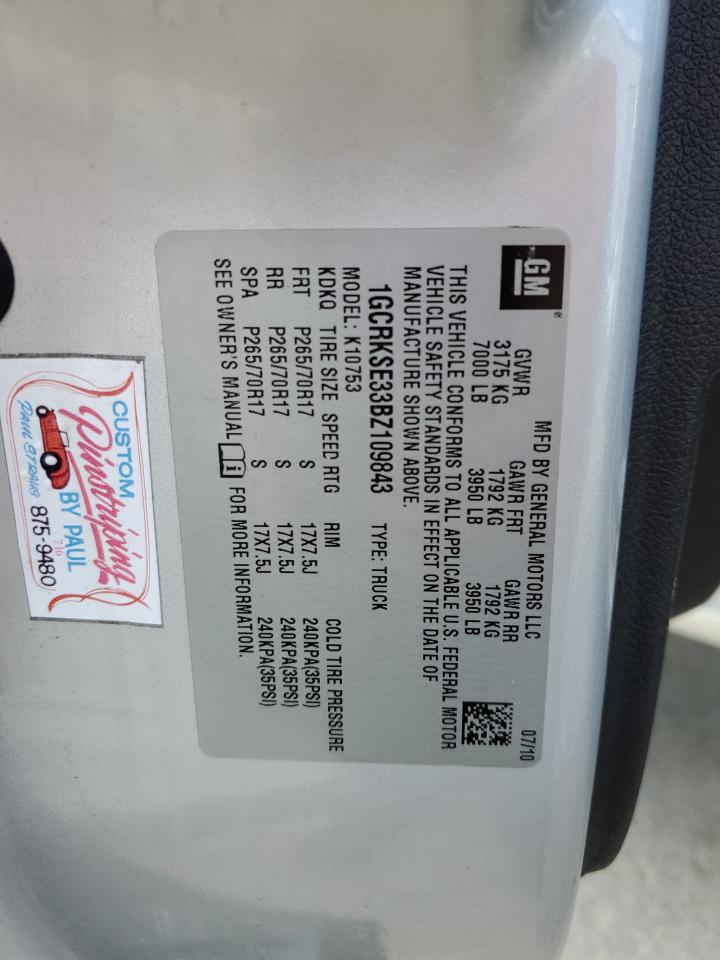 GM
MFD BY GENERAL MOTORS LLC 07/10
GVWR GAWR FRT GAWR RR
3175 KG 1792 KG 1792 KG
7000 LB 3950 LB 3950 LB
THIS VEHICLE CONFORMS TO ALL APPLICABLE U.S. FEDERAL MOTOR
VEHICLE SAFETY STANDARDS IN EFFECT ON THE DATE OF
MANUFACTURE SHOWN ABOVE.
1GCRKSE33BZ109843 TYPE: TRUCK
MODEL: K10753
KDKQ TIRE SIZE SPEED RTG RIM COLD TIRE PRESSURE
FRT P265/70R17 S 17X7.5J 240KPA(35PSI)
RR P265/70R17 S 17X7.5J 240KPA(35PSI)
SPA P265/70R17 S 17X7.5J 240KPA(35PSI)
SEE OWNER'S MANUAL FOR MORE INFORMATION.
CUSTOM
Pinstriping
BY PAUL
716
PAUL STRAUB 875-9480